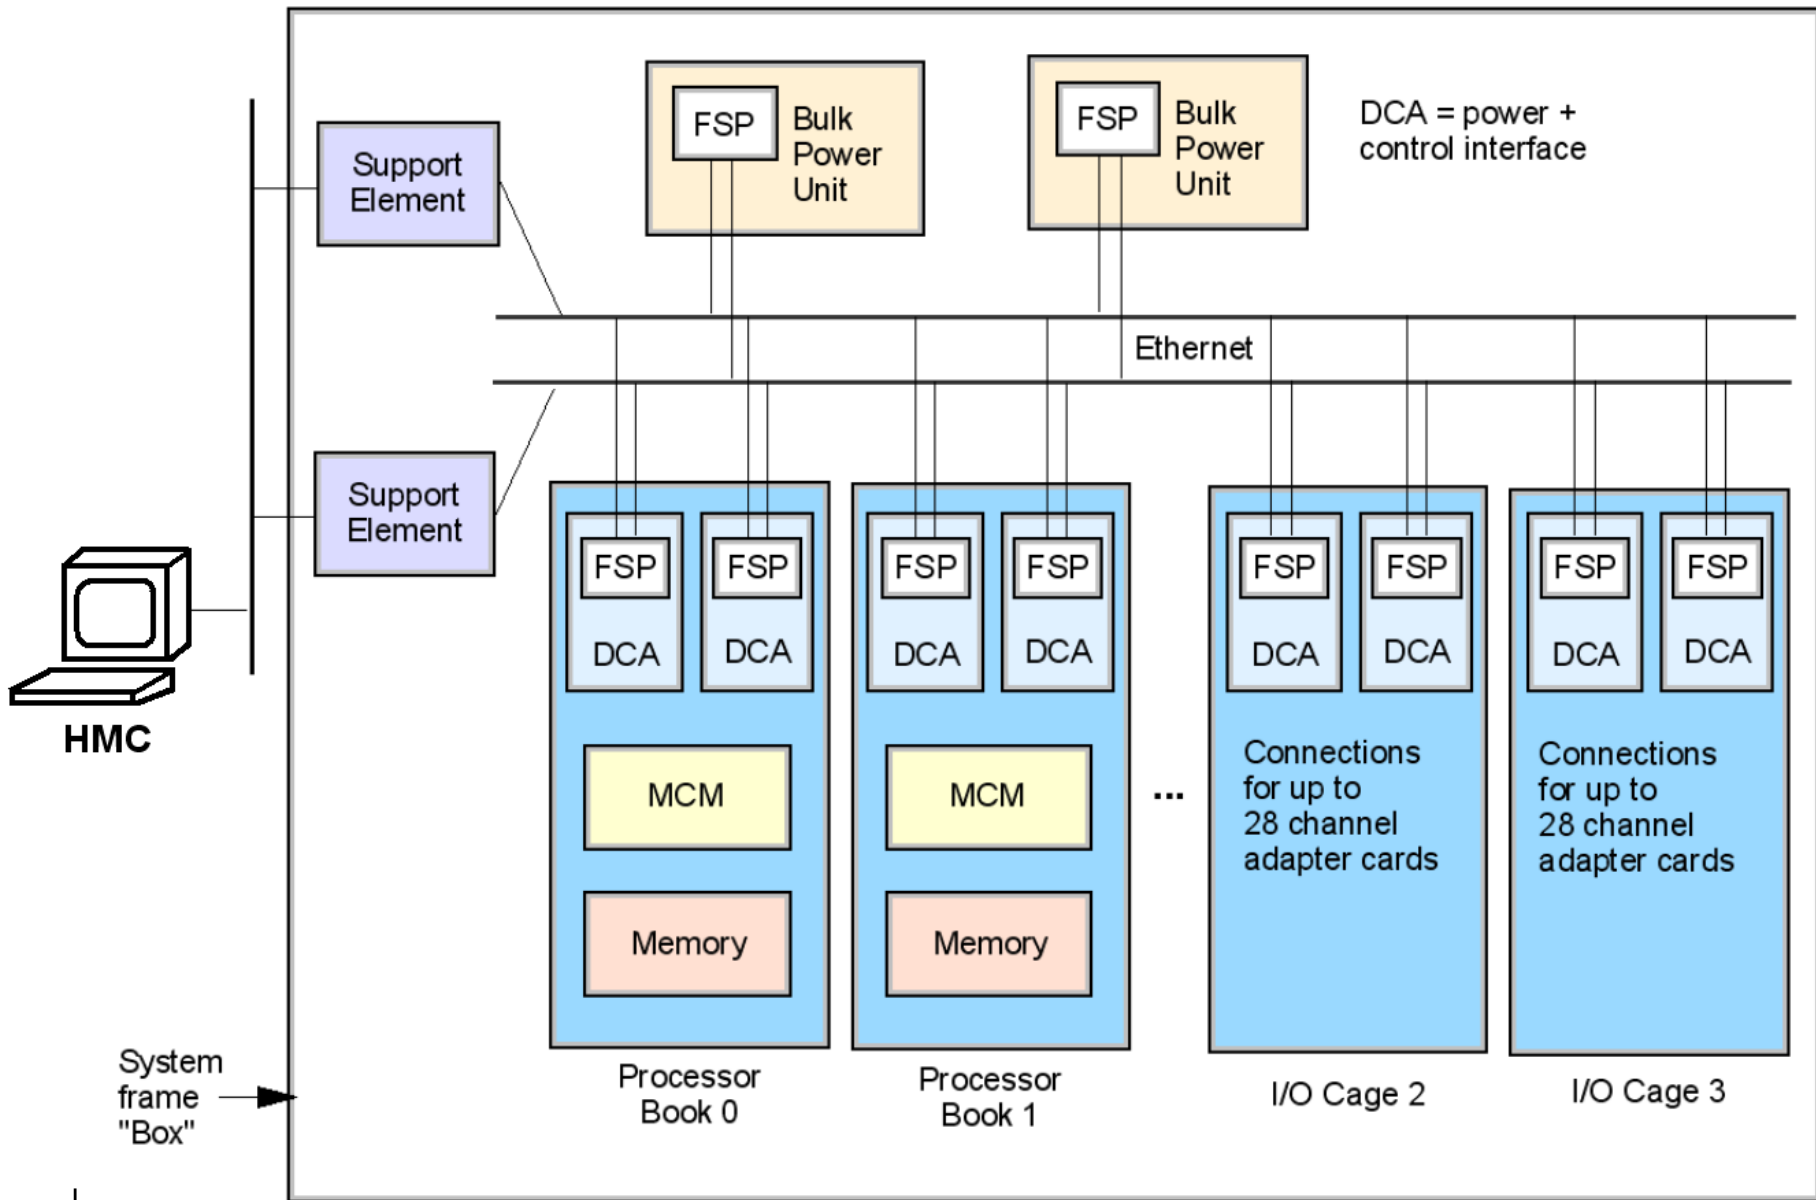 FSP
Bulk
Power
Unit
FSP
Bulk
Power
Unit
DCA = power +
control interface
Support
Element
Ethernet
Support
Element
HMC
FSP
DCA
FSP
DCA
MCM
Memory
Processor
Book 0
FSP
DCA
FSP
DCA
MCM
Memory
Processor
Book 1
...
FSP
DCA
FSP
DCA
Connections
for up to
28 channel
adapter cards
I/O Cage 2
FSP
DCA
FSP
DCA
Connections
for up to
28 channel
adapter cards
I/O Cage 3
System
frame
"Box"